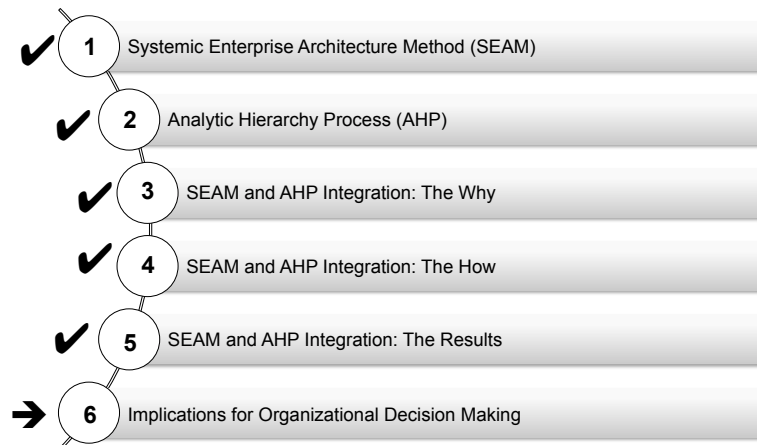 1 Systemic Enterprise Architecture Method (SEAM)
2 Analytic Hierarchy Process (AHP)
3 SEAM and AHP Integration: The Why
4 SEAM and AHP Integration: The How
5 SEAM and AHP Integration: The Results
6 Implications for Organizational Decision Making